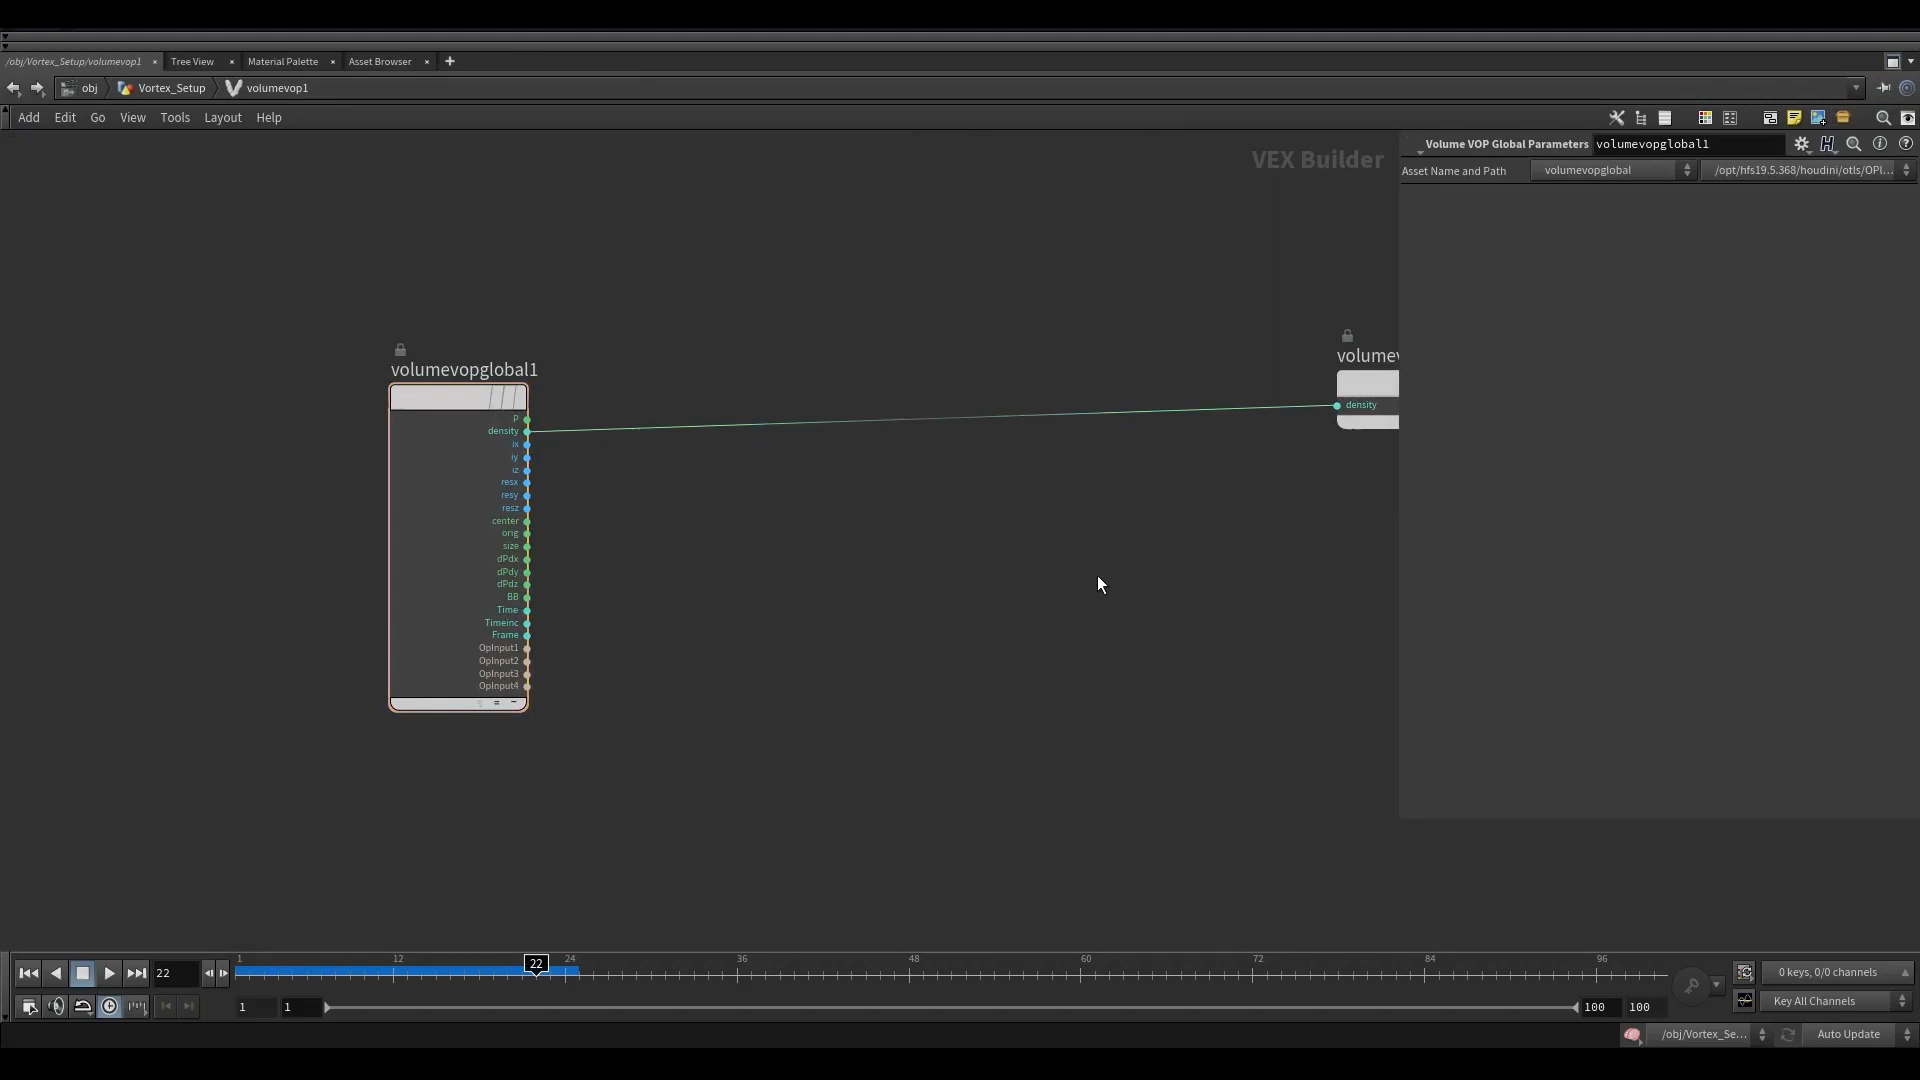 /obj/Vortex_Setup/volumevop1
Tree View
Material Palette
Asset Browser
obj
Vortex_Setup
volumevop1
Add
Edit
Go
View
Tools
Layout
Help
VEX Builder
Volume VOP Global Parameters
volumevopglobal1
Asset Name and Path
volumevopglobal
/opt/hfs19.5.368/houdini/otls/OPl...
volumevopglobal1
P
density
ix
iy
iz
resx
resy
resz
center
orig
size
dPdx
dPdy
dPdz
BB
Time
Timeinc
Frame
OpInput1
OpInput2
OpInput3
OpInput4
volumev
density
22
1
12
22
24
36
48
60
72
84
96
0 keys, 0/0 channels
1
1
100
100
Key All Channels
/obj/Vortex_Se...
Auto Update